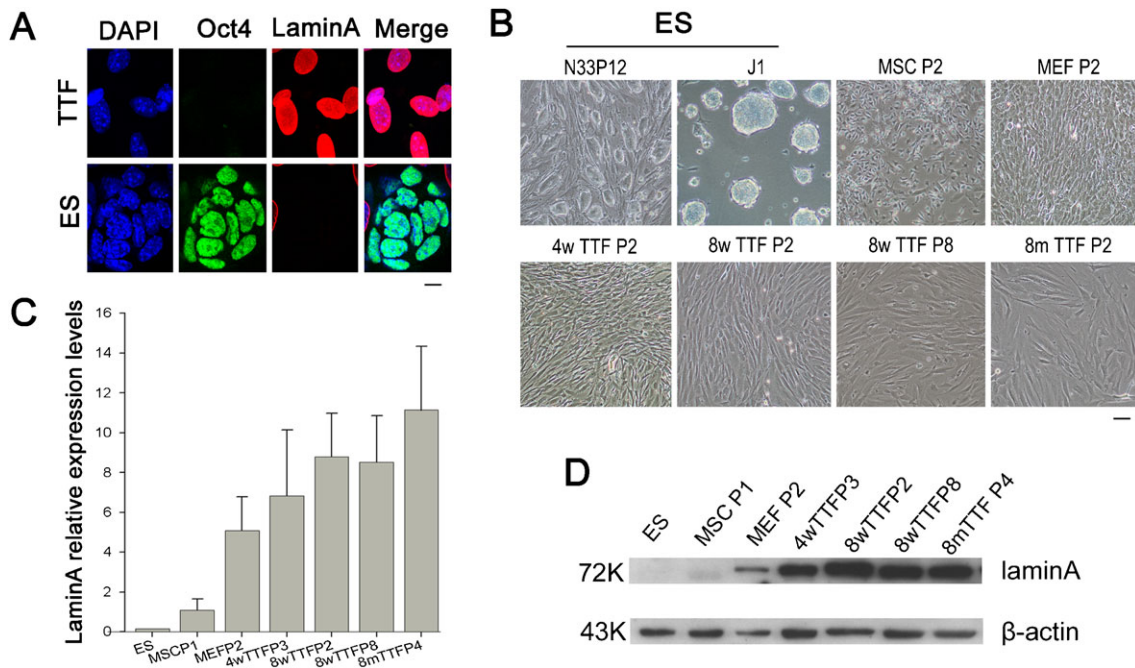 A
DAPI Oct4 LaminA Merge
TTF
ES
B
ES
N33P12 J1 MSC P2 MEF P2
4w TTF P2 8w TTF P2 8w TTF P8 8m TTF P2
C
LaminA relative expression levels
16
14
12
10
8
6
4
2
0
ES MSCP1 MEFP2 4wTTFP3 8wTTFP2 8wTTFP8 8mTTFP4
D
ES MSC P1 MEF P2 4wTTFP3 8wTTFP2 8wTTFP8 8mTTF P4
72K laminA
43K β-actin